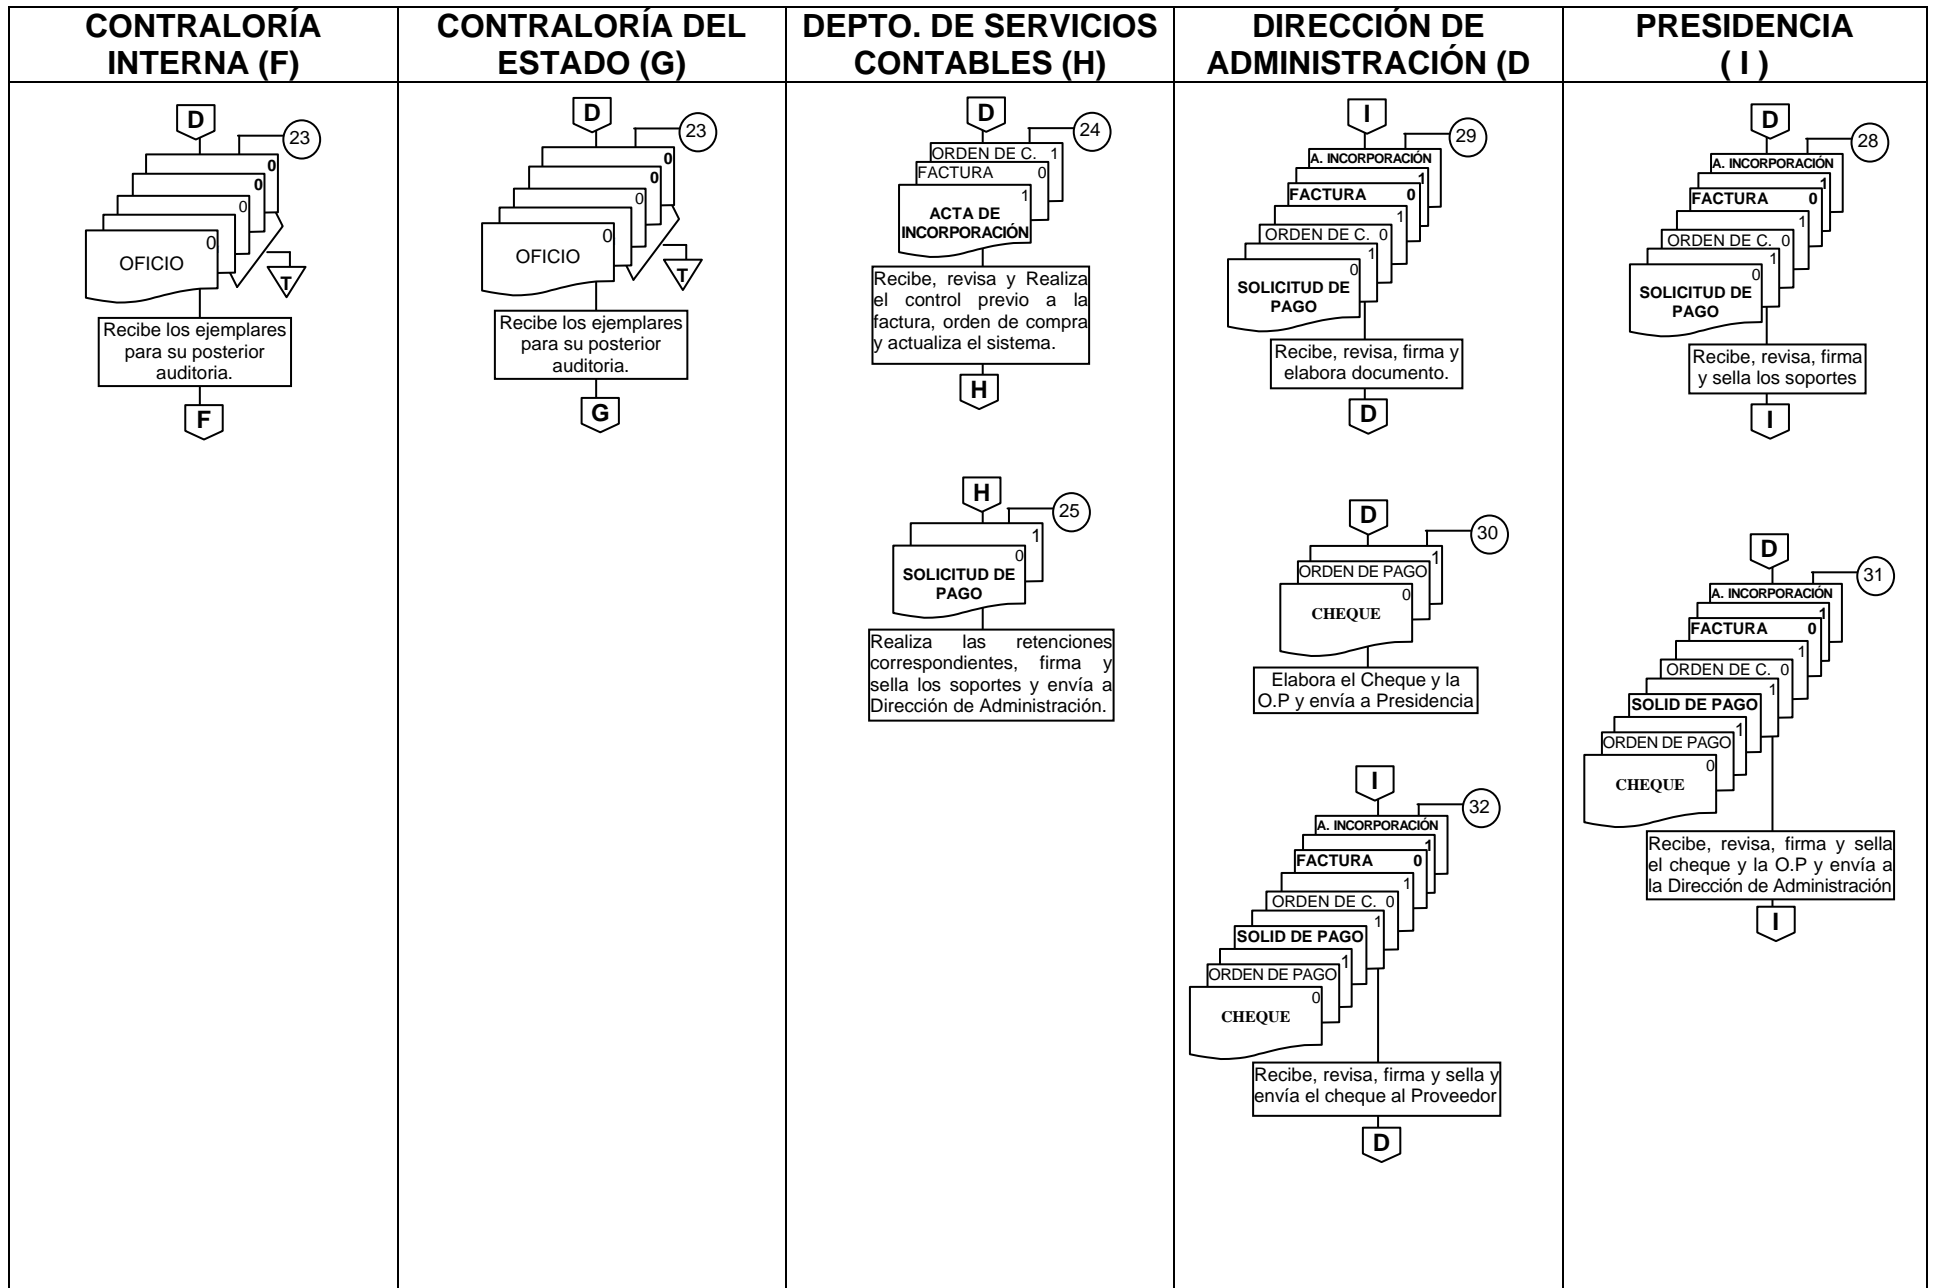 CONTRALORÍA
INTERNA (F)
CONTRALORÍA DEL
ESTADO (G)
DEPTO. DE SERVICIOS
CONTABLES (H)
DIRECCIÓN DE
ADMINISTRACIÓN (D
PRESIDENCIA
( I )
D
23
0
0
0
0
OFICIO
T
Recibe los ejemplares
para su posterior
auditoria.
F
D
23
0
0
0
0
OFICIO
T
Recibe los ejemplares
para su posterior
auditoria.
G
D
24
ORDEN DE C. 1
FACTURA 0
1
ACTA DE
INCORPORACIÓN
Recibe, revisa y Realiza
el control previo a la
factura, orden de compra
y actualiza el sistema.
H
H
25
1
0
SOLICITUD DE
PAGO
Realiza las retenciones
correspondientes, firma y
sella los soportes y envía a
Dirección de Administración.
I
29
A. INCORPORACIÓN
1
FACTURA 0
1
ORDEN DE C. 0
1
0
SOLICITUD DE
PAGO
Recibe, revisa, firma y
elabora documento.
D
D
30
1
ORDEN DE PAGO
0
CHEQUE
Elabora el Cheque y la
O.P y envía a Presidencia
I
32
A. INCORPORACIÓN
1
FACTURA 0
1
ORDEN DE C. 0
1
SOLID DE PAGO
1
ORDEN DE PAGO
0
CHEQUE
Recibe, revisa, firma y sella y
envía el cheque al Proveedor
D
D
28
A. INCORPORACIÓN
1
FACTURA 0
1
ORDEN DE C. 0
1
0
SOLICITUD DE
PAGO
Recibe, revisa, firma
y sella los soportes
I
D
31
A. INCORPORACIÓN
1
FACTURA 0
1
ORDEN DE C. 0
1
SOLID DE PAGO
1
ORDEN DE PAGO
0
CHEQUE
Recibe, revisa, firma y sella
el cheque y la O.P y envía a
la Dirección de Administración
I